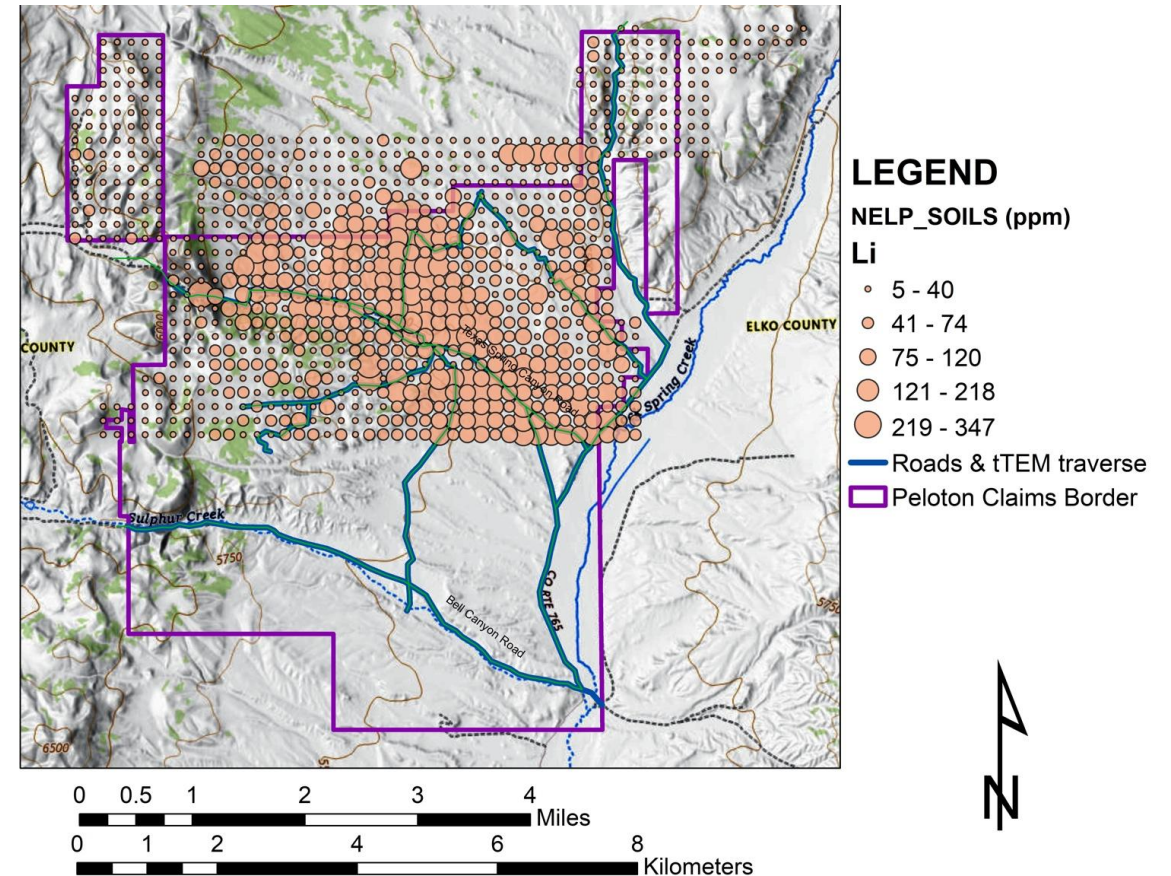 LEGEND
NELP_SOILS (ppm)
Li
5 - 40
41 - 74
75 - 120
121 - 218
219 - 347
Roads & tTEM traverse
Peloton Claims Border
ELKO COUNTY
COUNTY
6000
Texas Spring Canyon Road
Spring Creek
Sulphur Creek
5750
Bell Canyon Road
CO RTE 765
5750
6500
N
0 0.5 1 2 3 4
Miles
0 1 2 4 6 8
Kilometers